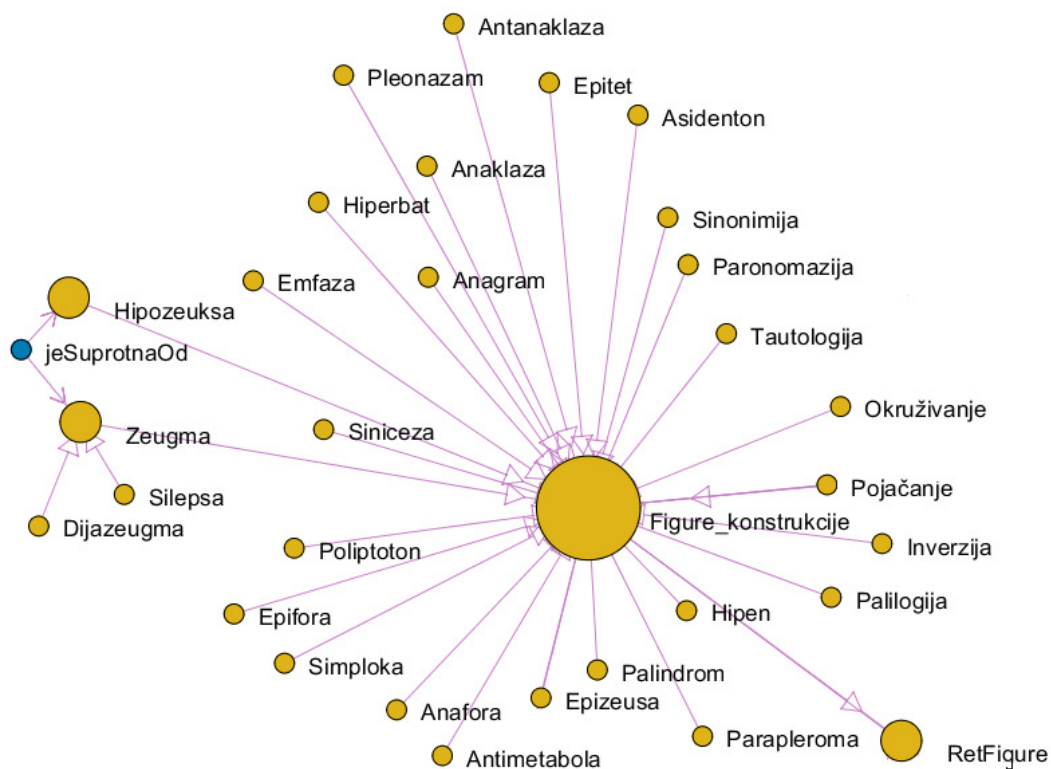 Antanaklaza
Pleonazam
Epitet
Asidenton
Anaklaza
Hiperbat
Sinonimija
Paronomazija
Emfaza
Anagram
Hipozeuksa
Tautologija
jeSuprotnaOd
Okruživanje
Zeugma
Siniceza
Pojačanje
Silepsa
Figure_konstrukcije
Dijazeugma
Inverzija
Poliptoton
Palilogija
Hipen
Epifora
Simploka
Palindrom
Epizeusa
Anafora
Parapleroma
RetFigure
Antimetabola